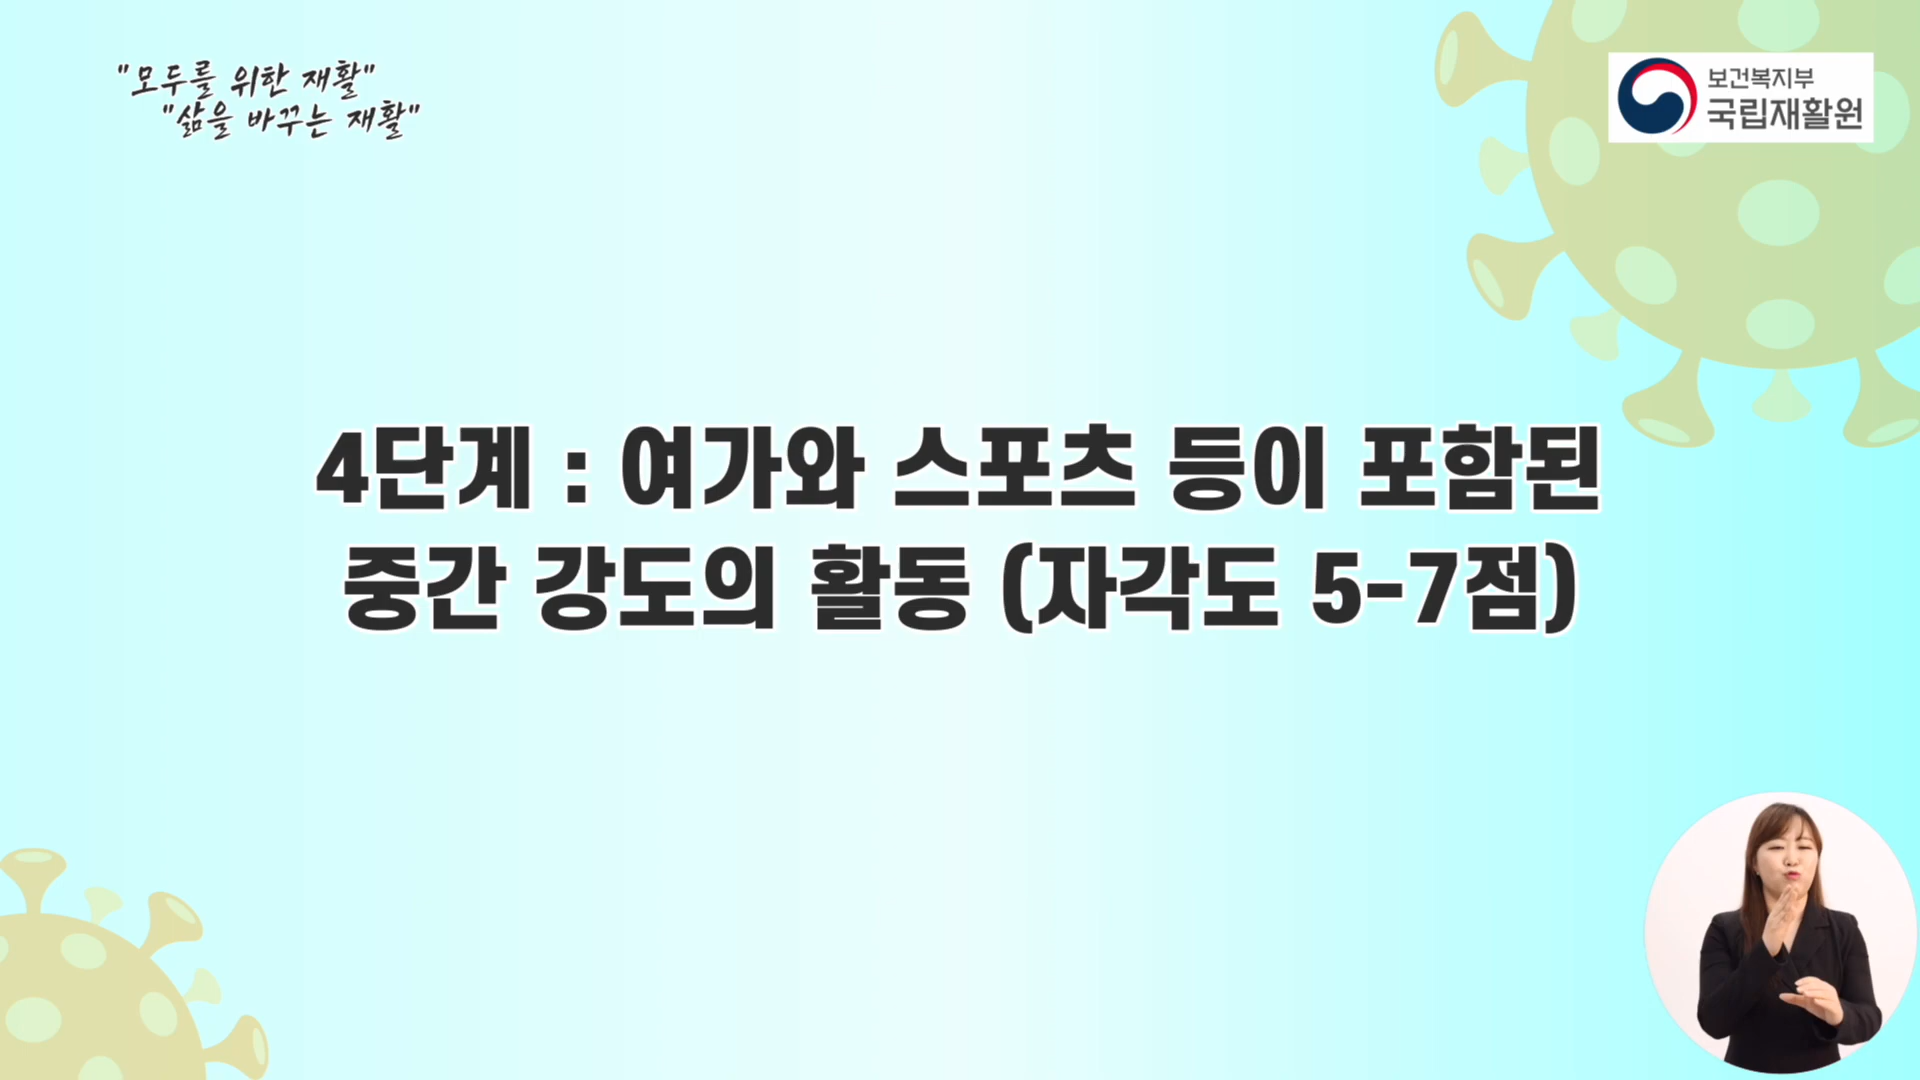 "모두를 위한 재활"
"삶을 바꾸는 재활"
보건복지부
국립재활원
4단계 : 여가와 스포츠 등이 포함된
중간 강도의 활동 (자각도 5-7점)